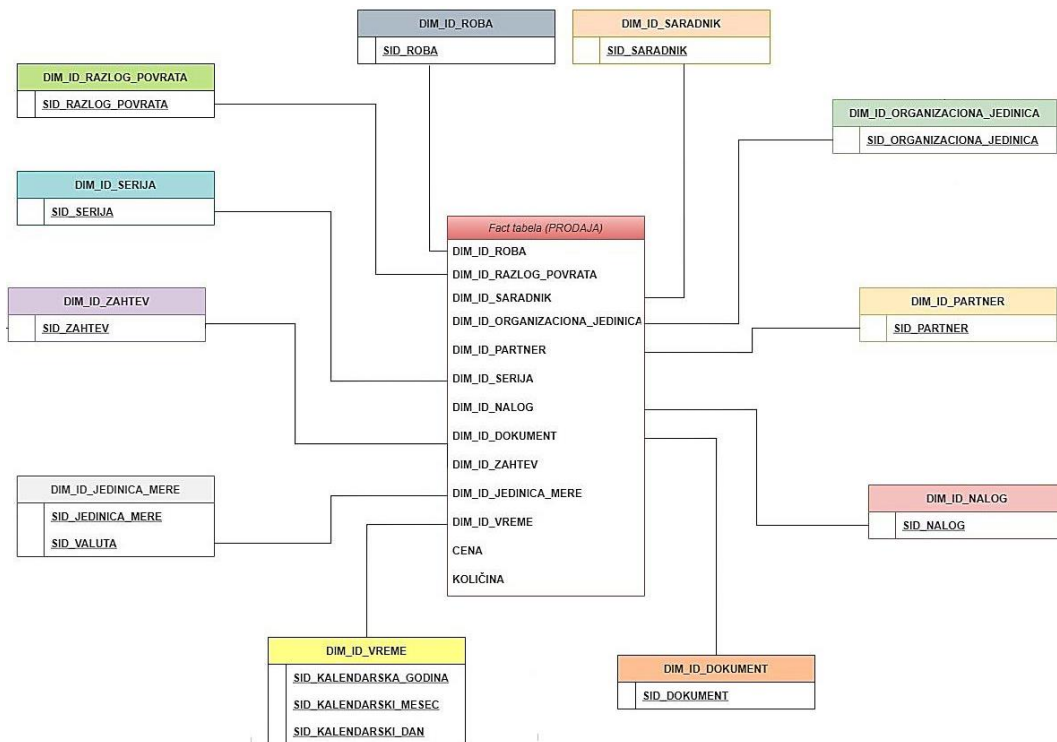 DIM_ID_ROBA
SID_ROBA
DIM_ID_SARADNIK
SID_SARADNIK
DIM_ID_RAZLOG_POVRATA
SID_RAZLOG_POVRATA
DIM_ID_ORGANIZACIONA_JEDINICA
SID_ORGANIZACIONA_JEDINICA
DIM_ID_SERIJA
SID_SERIJA
Fact tabela (PRODAJA)
DIM_ID_ROBA
DIM_ID_RAZLOG_POVRATA
DIM_ID_SARADNIK
DIM_ID_ORGANIZACIONA_JEDINICA
DIM_ID_PARTNER
DIM_ID_SERIJA
DIM_ID_NALOG
DIM_ID_DOKUMENT
DIM_ID_ZAHTEV
DIM_ID_JEDINICA_MERE
DIM_ID_VREME
CENA
KOLIČINA
DIM_ID_ZAHTEV
SID_ZAHTEV
DIM_ID_PARTNER
SID_PARTNER
DIM_ID_JEDINICA_MERE
SID_JEDINICA_MERE
SID_VALUTA
DIM_ID_NALOG
SID_NALOG
DIM_ID_VREME
SID_KALENDARSKA_GODINA
SID_KALENDARSKI_MESEC
SID_KALENDARSKI_DAN
DIM_ID_DOKUMENT
SID_DOKUMENT